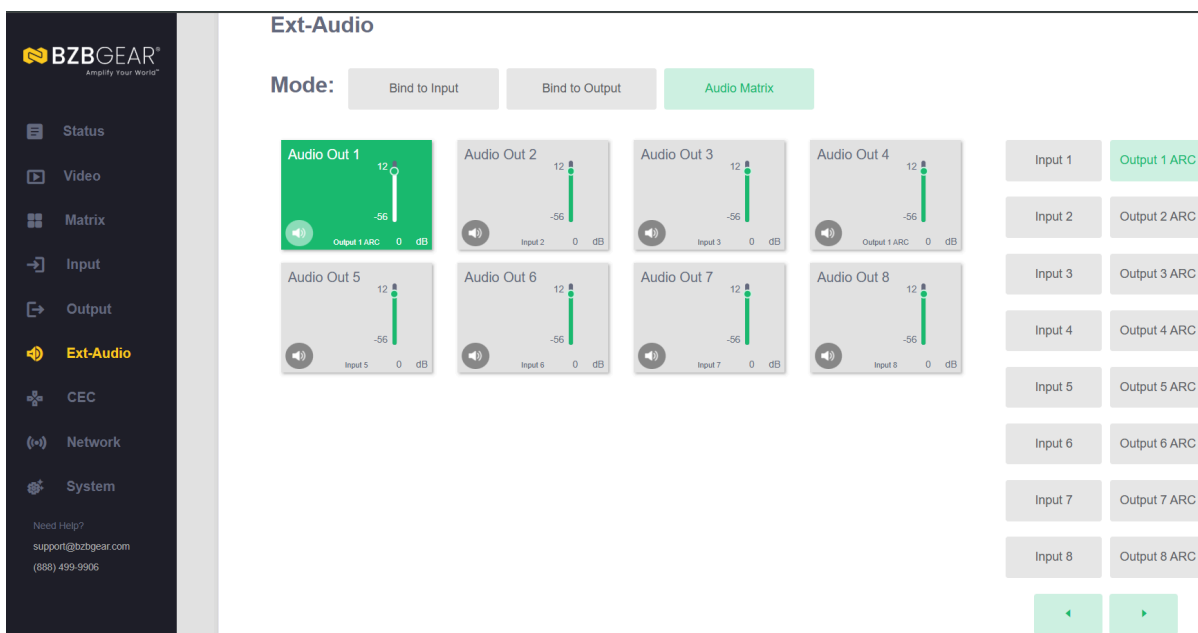 BZBGEAR®
Amplify Your World™
Status
Video
Matrix
Input
Output
Ext-Audio
CEC
Network
System
Need Help?
support@bzbgear.com
(888) 499-9906
Ext-Audio
Mode: Bind to Input Bind to Output Audio Matrix
Audio Out 1
12
-56
Output 1 ARC 0 dB
Audio Out 2
12
-56
Input 2 0 dB
Audio Out 3
12
-56
Input 3 0 dB
Audio Out 4
12
-56
Output 1 ARC 0 dB
Audio Out 5
12
-56
Input 5 0 dB
Audio Out 6
12
-56
Input 6 0 dB
Audio Out 7
12
-56
Input 7 0 dB
Audio Out 8
12
-56
Input 8 0 dB
Input 1 Output 1 ARC
Input 2 Output 2 ARC
Input 3 Output 3 ARC
Input 4 Output 4 ARC
Input 5 Output 5 ARC
Input 6 Output 6 ARC
Input 7 Output 7 ARC
Input 8 Output 8 ARC